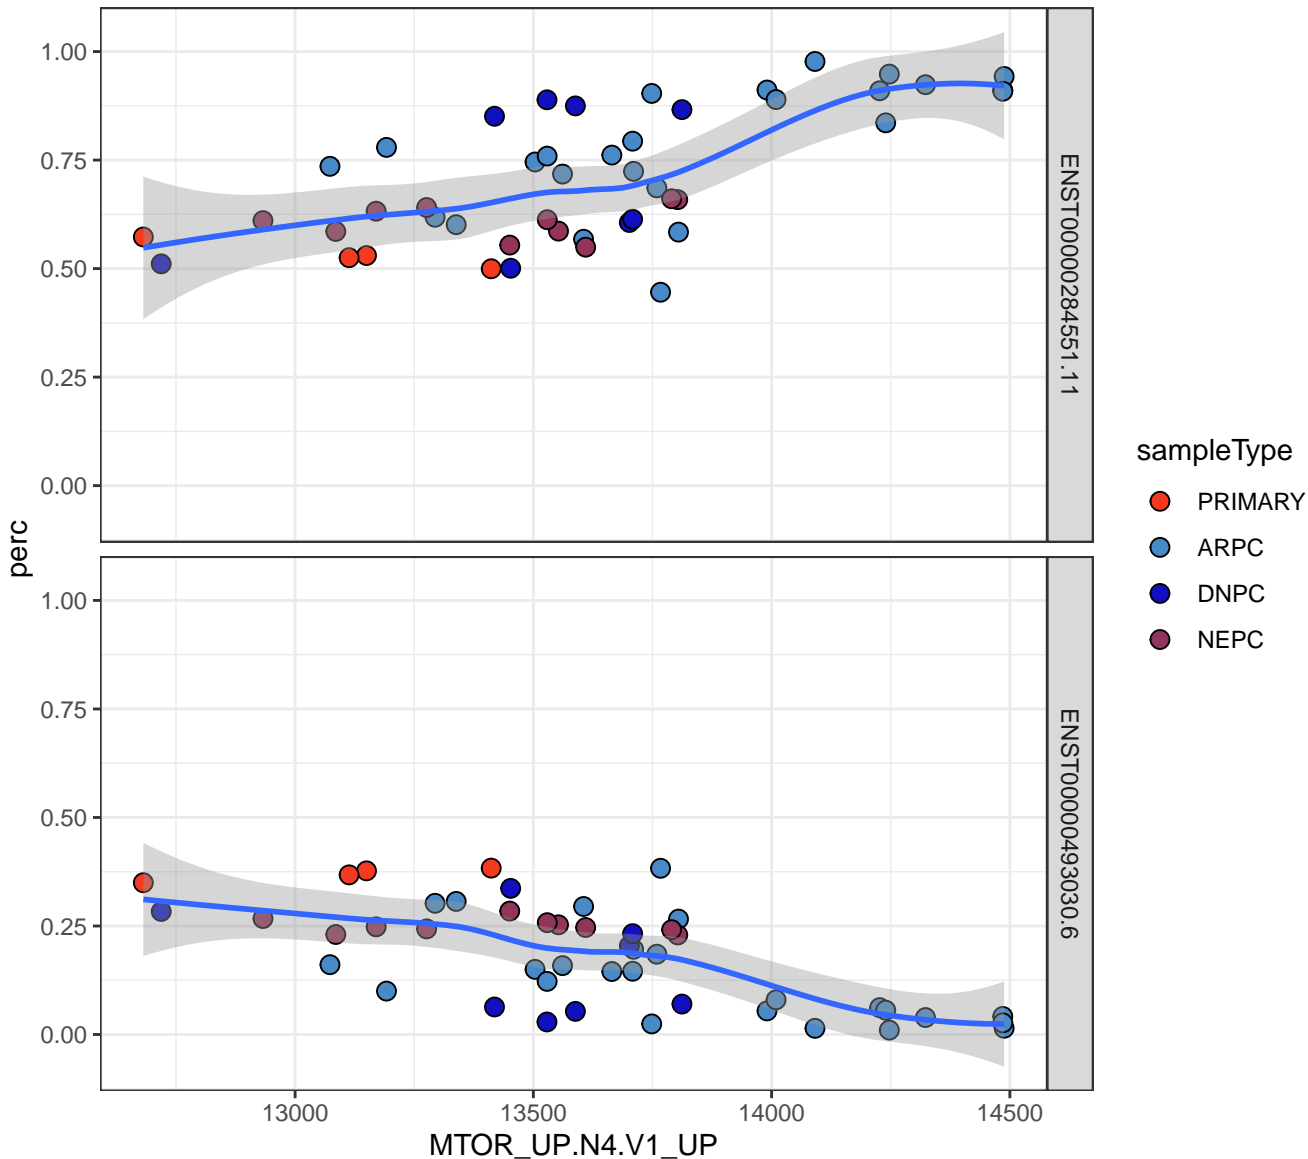 perc
1.00
0.75
0.50
0.25
0.00
ENST00000284551.11
1.00
0.75
0.50
0.25
0.00
ENST00000493030.6
13000
13500
14000
14500
MTOR_UP.N4.V1_UP
sampleType
PRIMARY
ARPC
DNPC
NEPC